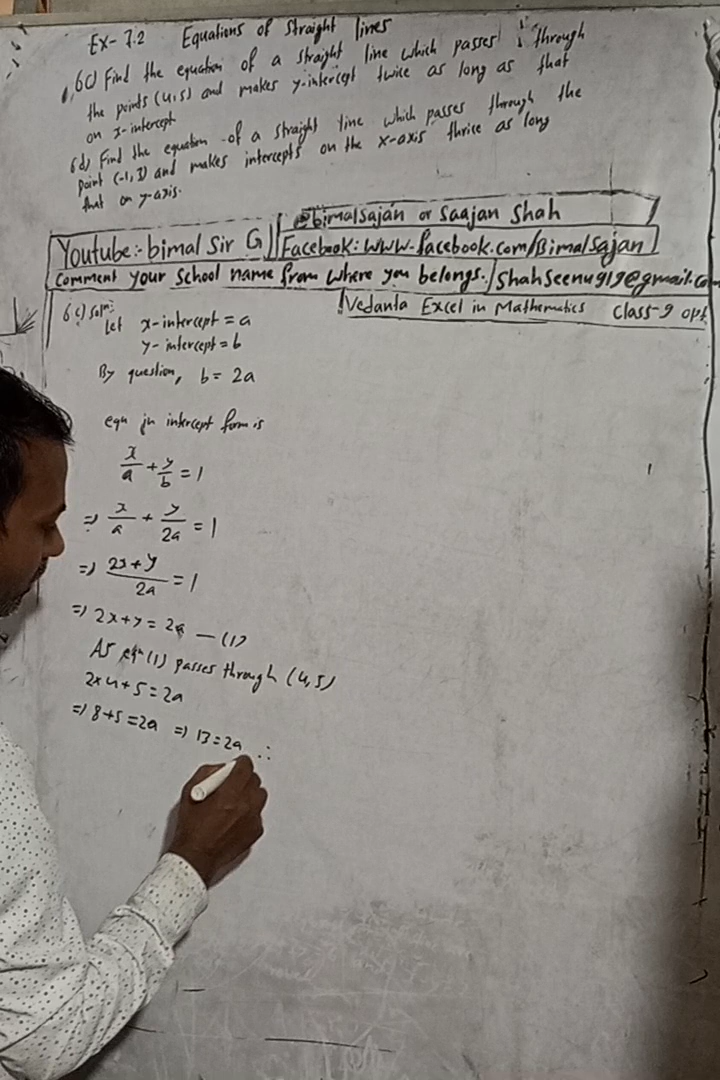 Ex- 7.2 Equations of Straight lines
6c) Find the equation of a straight line which passes through
the points (4,5) and makes y-intercept twice as long as that
on x-intercept
6d) Find the equation of a straight line which passes through the
point (-1,3) and makes intercepts on the x-axis thrice as long
that on y-axis.
@bimalsajan or Saajan Shah
Youtube:- bimal Sir G
Facebook: www.facebook.com/Bimalsajan
Comment your School name from where you belongs./shahseenu919@gmail.com
Vedanta Excel in Mathematics class-9 opt
6c) Soln:
Let x-intercept = a
y-intercept = b
By question, b = 2a
eqn in intercept form is
x/a + y/b = 1
=> x/a + y/2a = 1
=> 2x+y/2a = 1
=> 2x+y = 2a — (1)
As eqn (1) passes through (4,5)
2x4+5=2a
=> 8+5=2a => 13=2a ∴